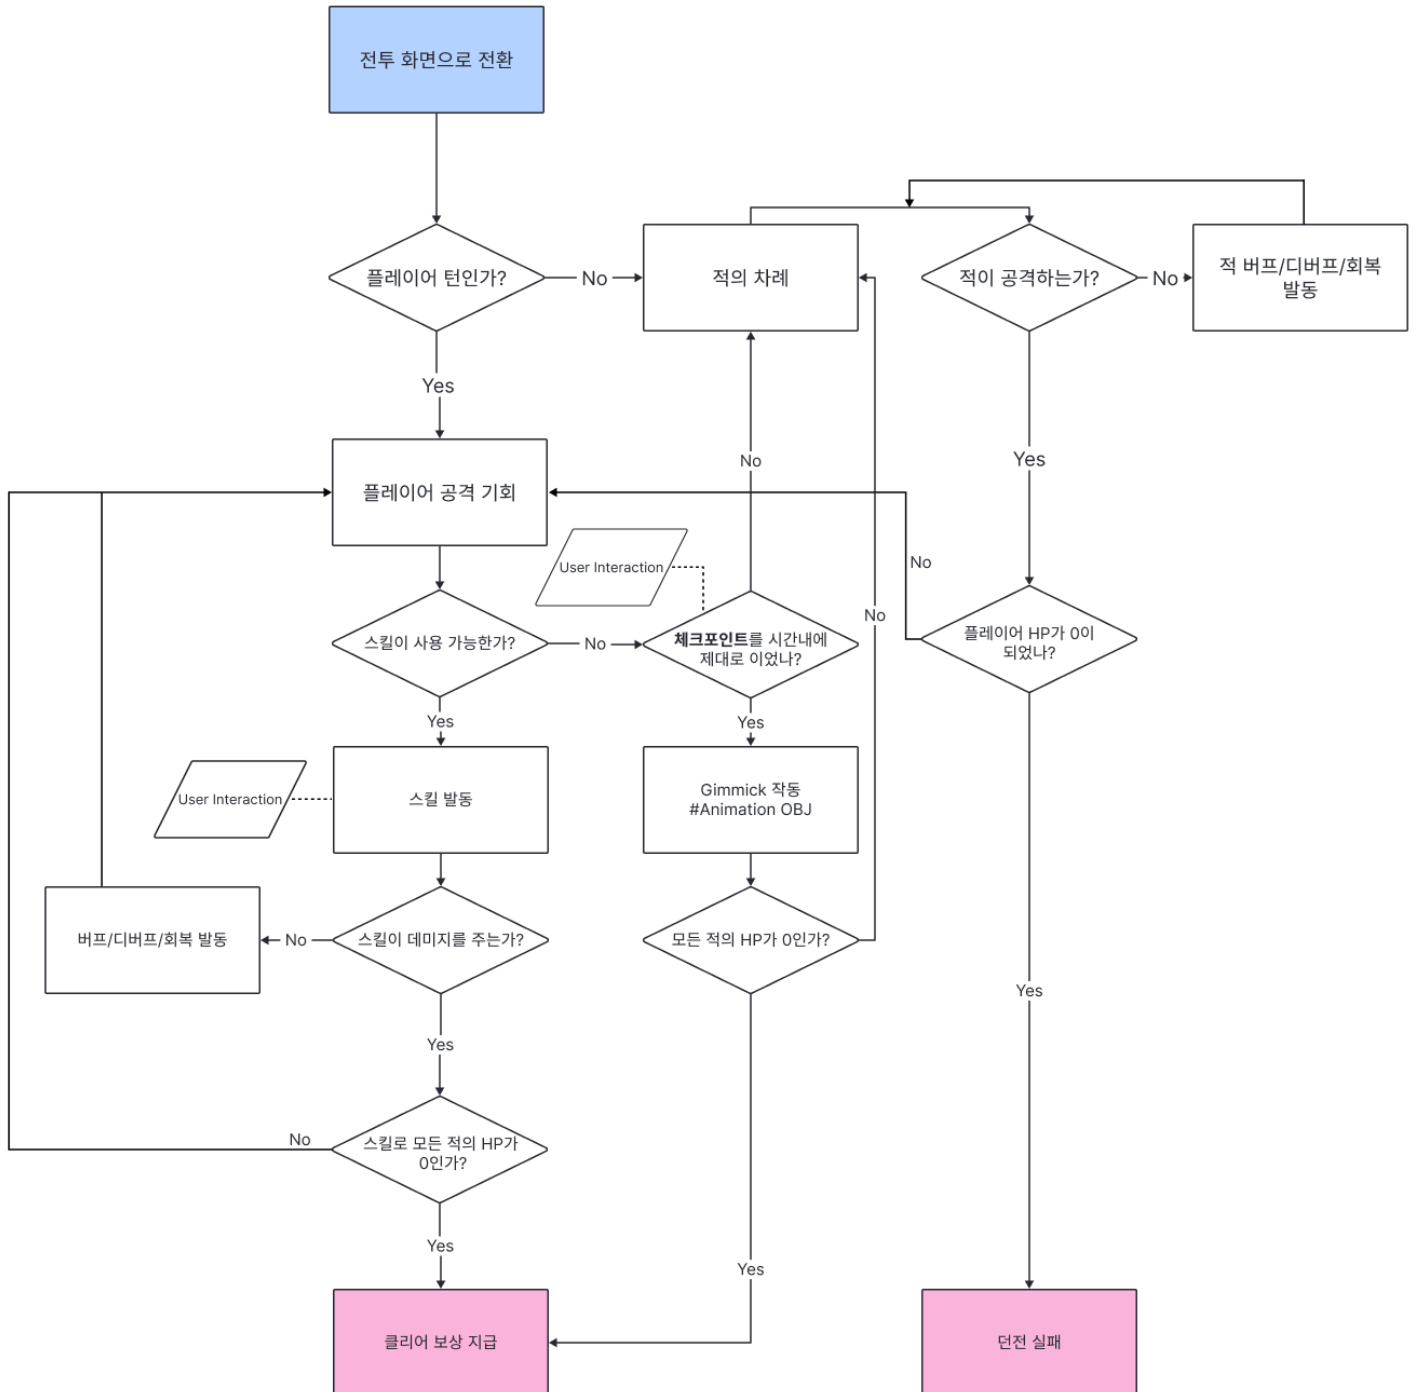 전투 화면으로 전환
플레이어 턴인가?
No
적의 차례
적이 공격하는가?
No
적 버프/디버프/회복
발동
Yes
Yes
No
플레이어 공격 기회
No
User Interaction
No
스킬이 사용 가능한가?
No
체크포인트를 시간내에
제대로 이었나?
플레이어 HP가 0이
되었나?
Yes
Yes
User Interaction
스킬 발동
Gimmick 작동
#Animation OBJ
버프/디버프/회복 발동
No
스킬이 데미지를 주는가?
모든 적의 HP가 0인가?
Yes
Yes
No
스킬로 모든 적의 HP가
0인가?
Yes
Yes
클리어 보상 지급
던전 실패